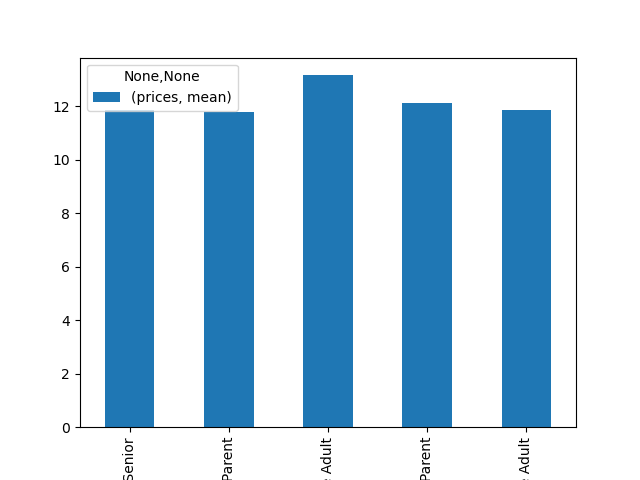 None,None
(prices, mean)
12
10
8
6
4
2
0
Senior
Parent
Adult
Parent
Adult